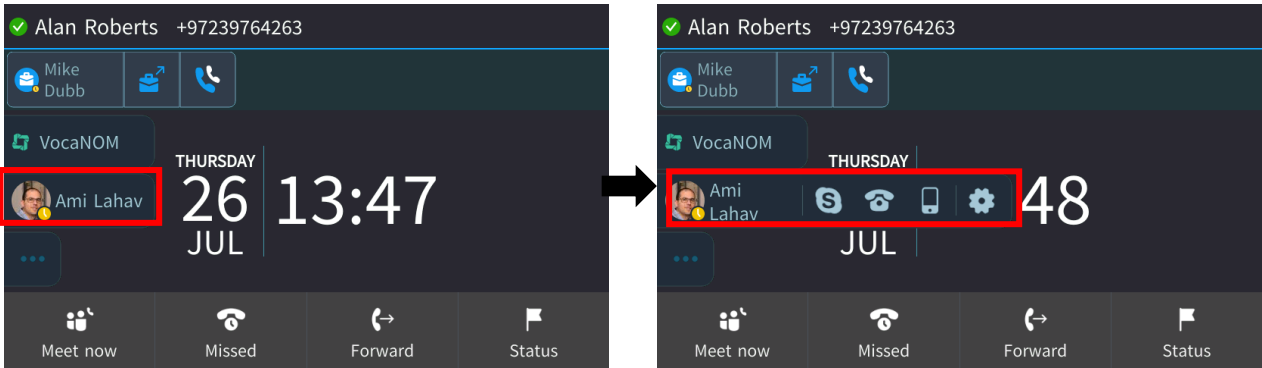 Alan Roberts +97239764263
Mike
Dubb
VocaNOM
Ami Lahav
THURSDAY
26
JUL
13:47
Meet now
Missed
Forward
Status
Alan Roberts +97239764263
Mike
Dubb
VocaNOM
THURSDAY
Ami
Lahav
48
JUL
Meet now
Missed
Forward
Status